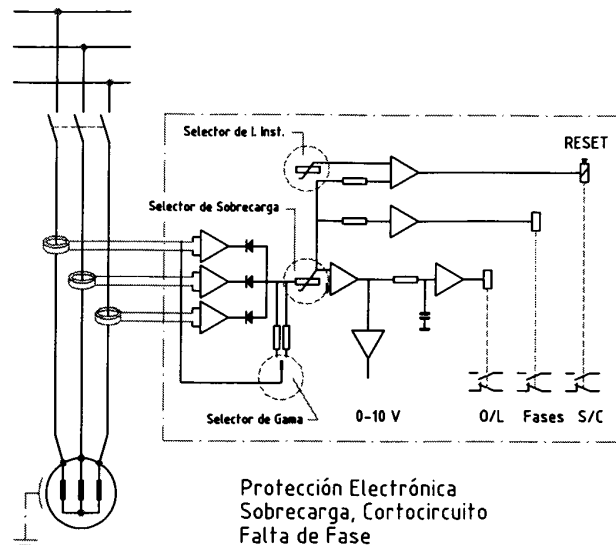 Selector de I. Inst.
RESET
Selector de Sobrecarga
Selector de Gama
0-10 V
O/L
Fases
S/C
Protección Electrónica
Sobrecarga, Cortocircuito
Falta de Fase